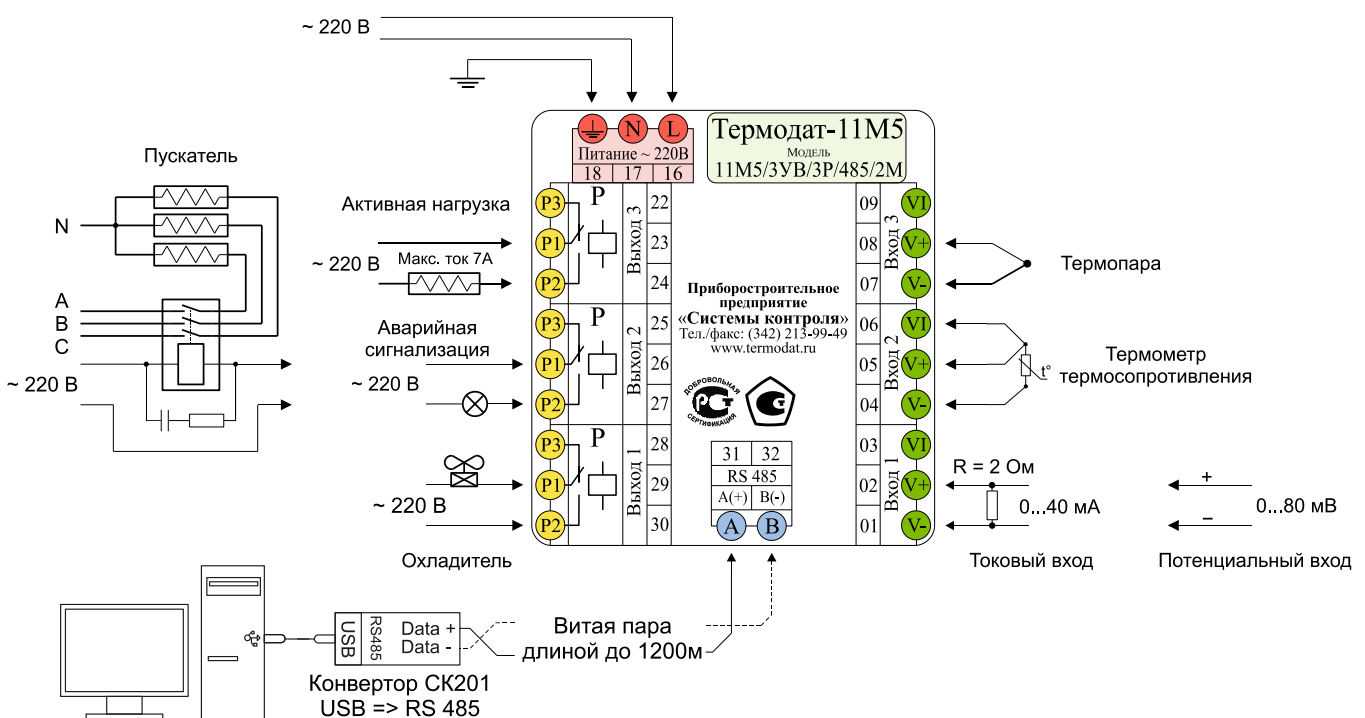 ~ 220 В
N
L
Питание ~ 220В
18 17 16
Термодат-11М5
Модель
11М5/3УВ/3Р/485/2М
Пускатель
N
A
B
C
~ 220 В
Активная нагрузка
~ 220 В
Макс. ток 7А
Аварийная
сигнализация
~ 220 В
~ 220 В
Охладитель
P3
P1
P2
Р
Выход 3
22
23
24
P3
P1
P2
Р
Выход 2
25
26
27
P3
P1
P2
Р
Выход 1
28
29
30
Приборостроительное
предприятие
«Системы контроля»
Тел./факс: (342) 213-99-49
www.termodat.ru
ДОБРОВОЛЬНАЯ
СЕРТИФИКАЦИЯ
31 32
RS 485
A(+) B(-)
A B
09
08
07
Вход 3
VI
V+
V-
06
05
04
Вход 2
VI
V+
V-
03
02
01
Вход 1
VI
V+
V-
Термопара
t°
Термометр
термосопротивления
R = 2 Ом
0...40 мА
Токовый вход
+
−
0...80 мВ
Потенциальный вход
USB
RS485
Data +
Data -
Витая пара
длиной до 1200м
Конвертор СК201
USB => RS 485